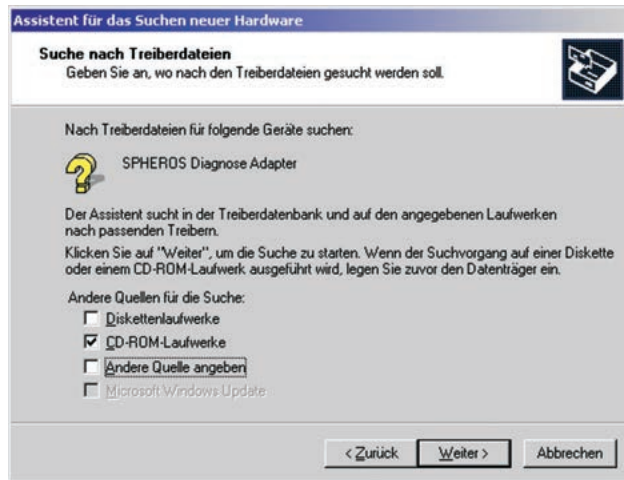 Assistent für das Suchen neuer Hardware
Suche nach Treiberdateien
Geben Sie an, wo nach den Treiberdateien gesucht werden soll.
Nach Treiberdateien für folgende Geräte suchen:
SPHEROS Diagnose Adapter
Der Assistent sucht in der Treiberdatenbank und auf den angegebenen Laufwerken
nach passenden Treibern.
Klicken Sie auf "Weiter", um die Suche zu starten. Wenn der Suchvorgang auf einer Diskette
oder einem CD-ROM-Laufwerk ausgeführt wird, legen Sie zuvor den Datenträger ein.
Andere Quellen für die Suche:
Diskettenlaufwerke
CD-ROM-Laufwerke
Andere Quelle angeben
Microsoft Windows Update
< Zurück Weiter > Abbrechen